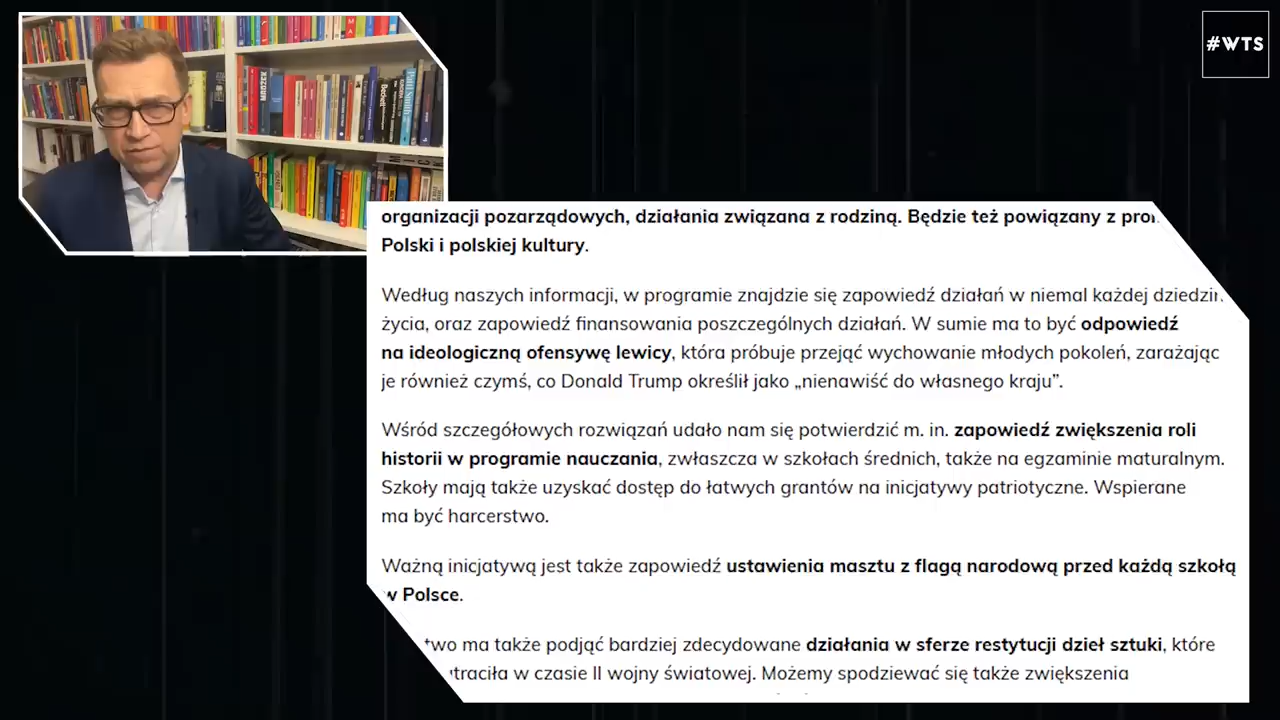 #WTS
MROŻEK
Beckett
Patti Smith
organizacji pozarządowych, działania związana z rodziną. Będzie też powiązany z
Polski i polskiej kultury.
Według naszych informacji, w programie znajdzie się zapowiedź działań w niemal każdej
życia, oraz zapowiedź finansowania poszczególnych działań. W sumie ma to być odpowiedź
na ideologiczną ofensywę lewicy, która próbuje przejąć wychowanie młodych pokoleń, zarażając
je również czymś, co Donald Trump określił jako „nienawiść do własnego kraju”.
Wśród szczegółowych rozwiązań udało nam się potwierdzić m. in. zapowiedź zwiększenia roli
historii w programie nauczania, zwłaszcza w szkołach średnich, także na egzaminie maturalnym.
Szkoły mają także uzyskać dostęp do łatwych grantów na inicjatywy patriotyczne. Wspierane
ma być harcerstwo.
Ważną inicjatywą jest także zapowiedź ustawienia masztu z flagą narodową przed każdą szkołą
w Polsce.
ma także podjąć bardziej zdecydowane działania w sferze restytucji dzieł sztuki, które
w czasie II wojny światowej. Możemy spodziewać się także zwiększenia